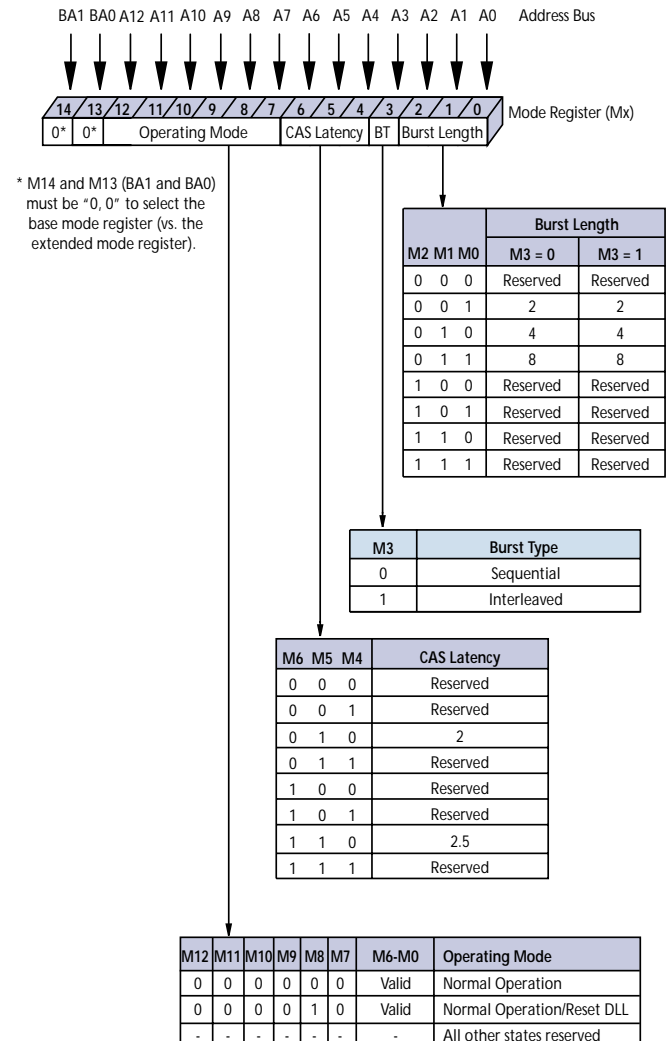 BA1 BA0 A12 A11 A10 A9 A8 A7 A6 A5 A4 A3 A2 A1 A0 Address Bus
14 13 12 11 10 9 8 7 6 5 4 3 2 1 0 Mode Register (Mx)
0* 0* Operating Mode CAS Latency BT Burst Length
* M14 and M13 (BA1 and BA0)
must be "0, 0" to select the
base mode register (vs. the
extended mode register).
Burst Length
M2 M1 M0 M3 = 0 M3 = 1
0 0 0 Reserved Reserved
0 0 1 2 2
0 1 0 4 4
0 1 1 8 8
1 0 0 Reserved Reserved
1 0 1 Reserved Reserved
1 1 0 Reserved Reserved
1 1 1 Reserved Reserved
M3 Burst Type
0 Sequential
1 Interleaved
M6 M5 M4 CAS Latency
0 0 0 Reserved
0 0 1 Reserved
0 1 0 2
0 1 1 Reserved
1 0 0 Reserved
1 0 1 Reserved
1 1 0 2.5
1 1 1 Reserved
M12 M11 M10 M9 M8 M7 M6-M0 Operating Mode
0 0 0 0 0 0 Valid Normal Operation
0 0 0 0 1 0 Valid Normal Operation/Reset DLL
- - - - - - - All other states reserved